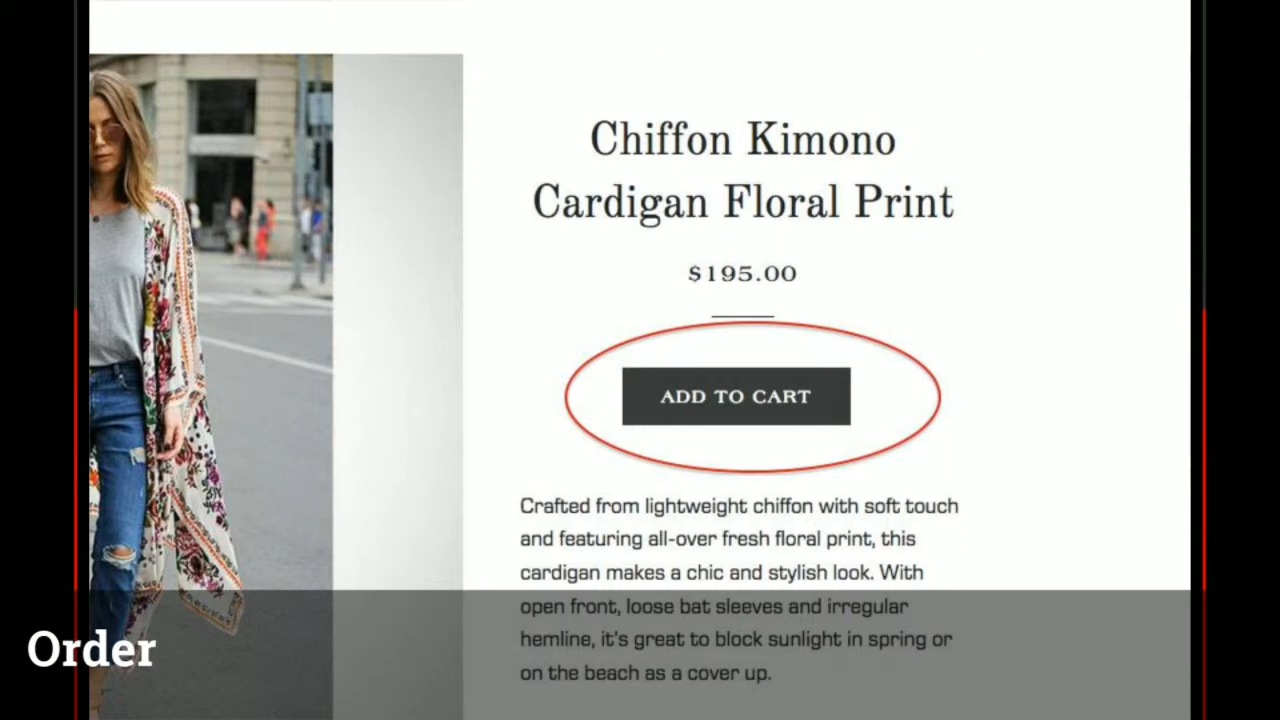 Chiffon Kimono
Cardigan Floral Print
$195.00
ADD TO CART
Crafted from lightweight chiffon with soft touch
and featuring all-over fresh floral print, this
cardigan makes a chic and stylish look. With
open front, loose bat sleeves and irregular
hemline, it's great to block sunlight in spring or
on the beach as a cover up.
Order